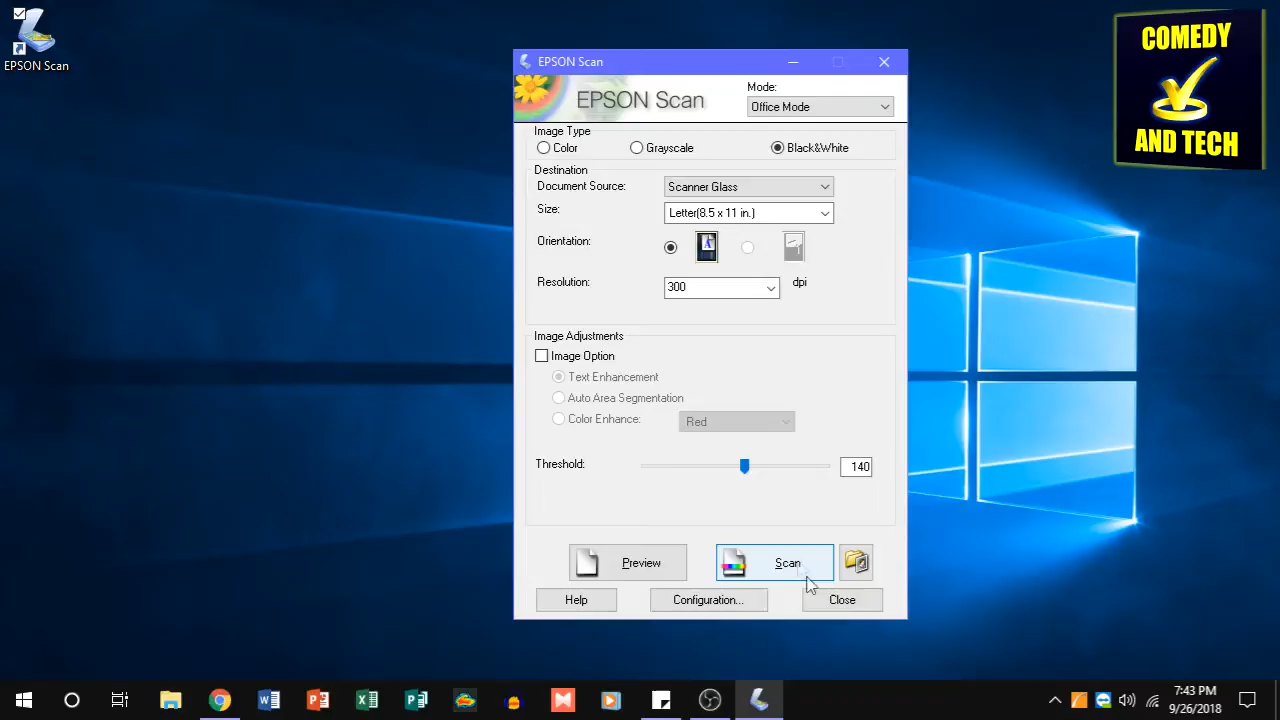 EPSON Scan
COMEDY
AND TECH
EPSON Scan
EPSON Scan
Mode:
Office Mode
Image Type
Color
Grayscale
Black&White
Destination
Document Source:
Scanner Glass
Size:
Letter(8.5 x 11 in.)
Orientation:
A
Resolution:
300
dpi
Image Adjustments
Image Option
Text Enhancement
Auto Area Segmentation
Color Enhance:
Red
Threshold:
140
Preview
Scan
Help
Configuration...
Close
7:43 PM
9/26/2018